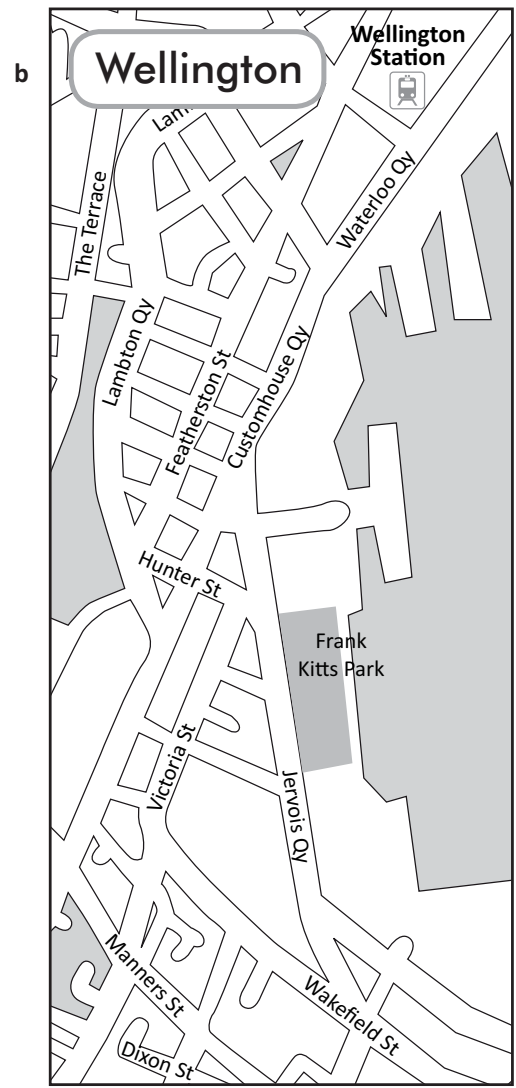 b
Wellington
Wellington
Station
The Terrace
Waterloo Qy
Lambton Qy
Featherston St
Customhouse Qy
Hunter St
Frank
Kitts Park
Victoria St
Jervois Qy
Manners St
Wakefield St
Dixon St